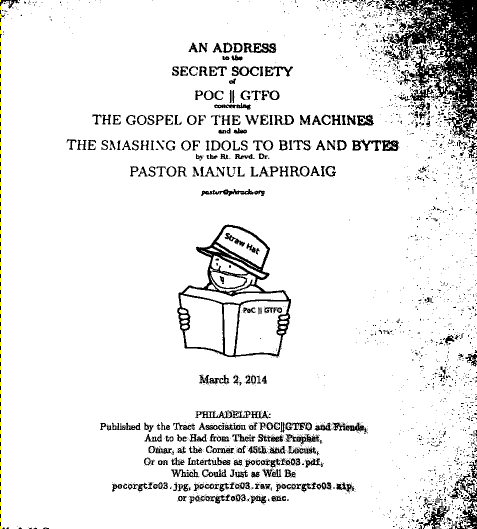 AN ADDRESS
to the
SECRET SOCIETY
of
POC || GTFO
concerning
THE GOSPEL OF THE WEIRD MACHINES
and also
THE SMASHING OF IDOLS TO BITS AND BYTES
by the Rt. Revd. Dr.
PASTOR MANUL LAPHROAIG
pastor@phrack.org
Straw Hat
PoC || GTFO
March 2, 2014
PHILADELPHIA:
Published by the Tract Association of POC||GTFO and Friends,
And to be Had from Their Street Prophet,
Omar, at the Corner of 45th and Locust,
Or on the Intertubes as pocorgtfo03.pdf,
Which Could Just as Well Be
pocorgtfo03.jpg, pocorgtfo03.raw, pocorgtfo03.zip,
or pocorgtfo03.png.enc.